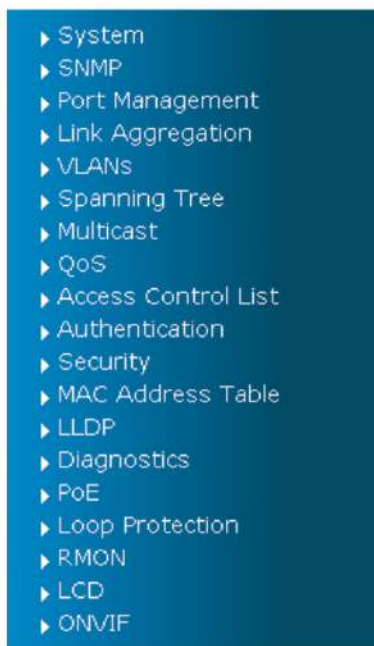 System
SNMP
Port Management
Link Aggregation
VLANs
Spanning Tree
Multicast
QoS
Access Control List
Authentication
Security
MAC Address Table
LLDP
Diagnostics
PoE
Loop Protection
RMON
LCD
ONVIF